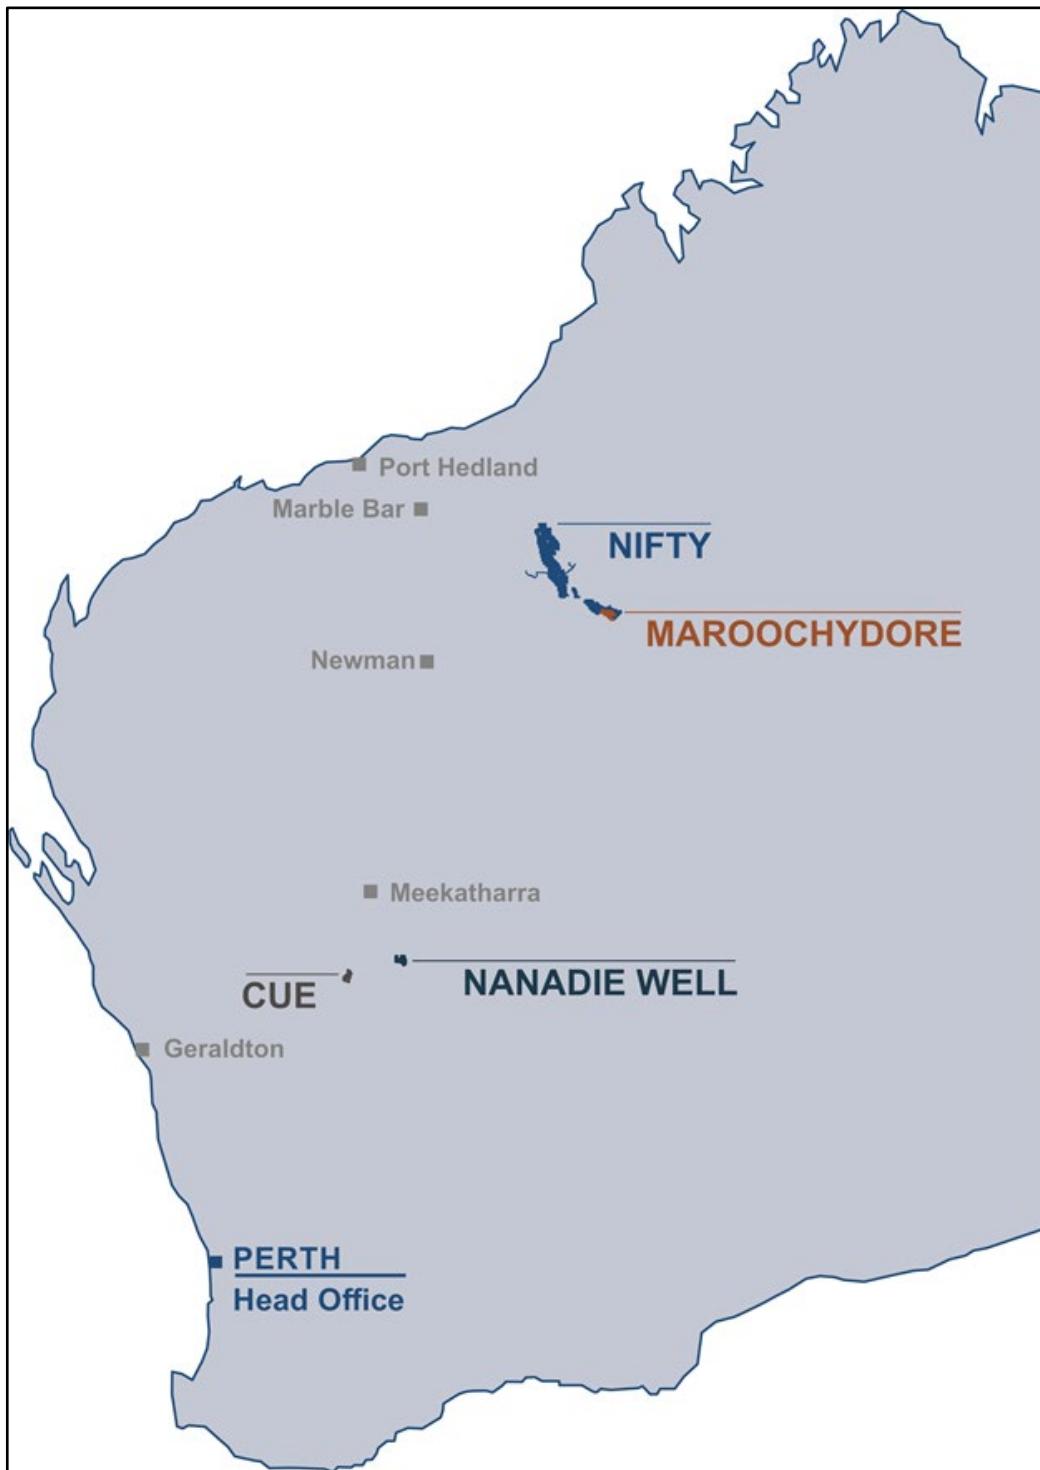 Port Hedland
Marble Bar
NIFTY
MAROOCHYDORE
Newman
Meekatharra
NANADIE WELL
CUE
Geraldton
PERTH
Head Office